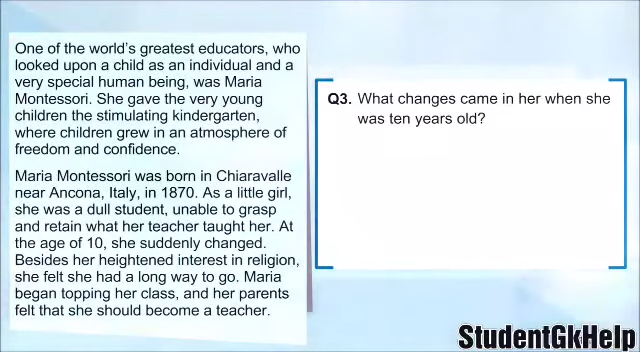 One of the world's greatest educators, who
looked upon a child as an individual and a
very special human being, was Maria
Montessori. She gave the very young
children the stimulating kindergarten,
where children grew in an atmosphere of
freedom and confidence.
Maria Montessori was born in Chiaravalle
near Ancona, Italy, in 1870. As a little girl,
she was a dull student, unable to grasp
and retain what her teacher taught her. At
the age of 10, she suddenly changed.
Besides her heightened interest in religion,
she felt she had a long way to go. Maria
began topping her class, and her parents
felt that she should become a teacher.
Q3. What changes came in her when she
was ten years old?
StudentGkHelp